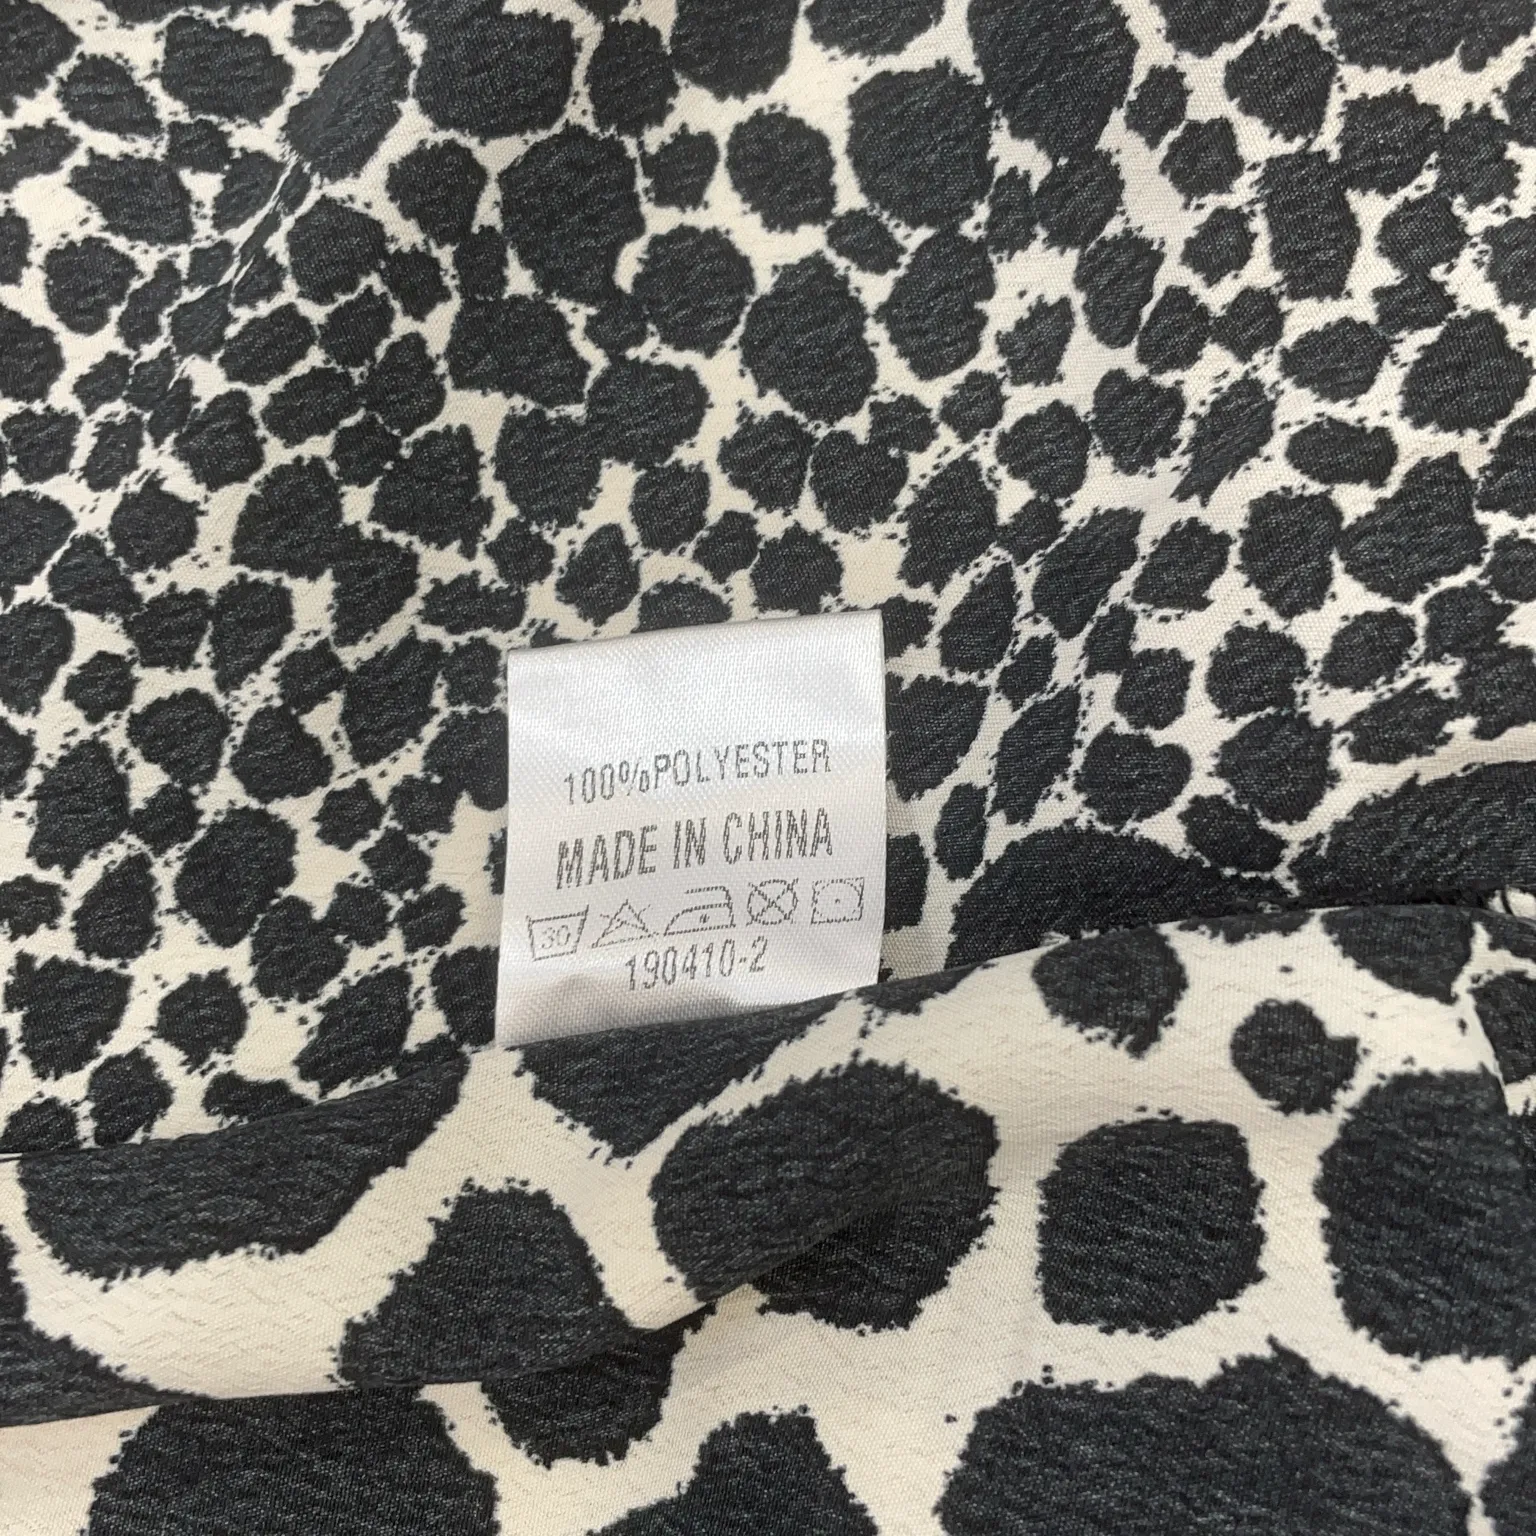 100%POLYESTER
MADE IN CHINA
30
190410-2